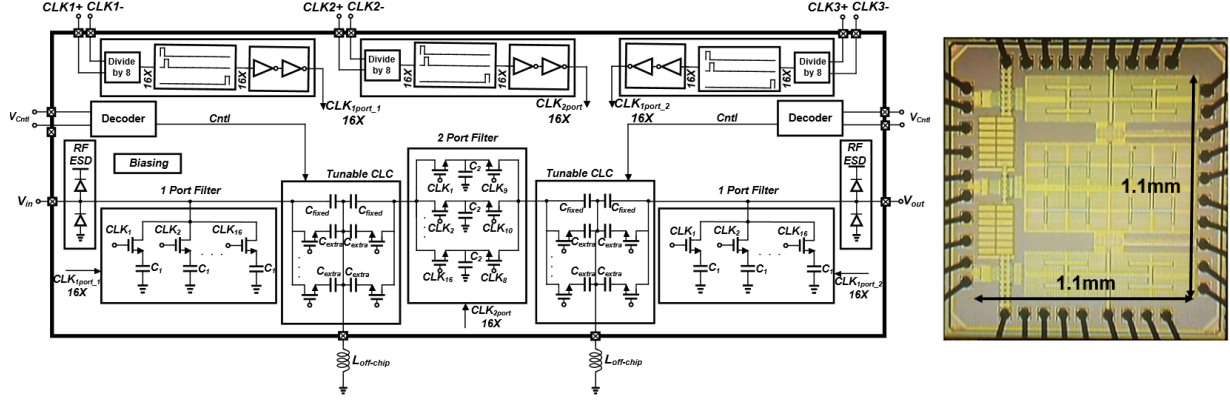 CLK1+ CLK1-
CLK2+ CLK2-
CLK3+ CLK3-
Divide by 8
16X
16X
Divide by 8
16X
16X
16X
16X
Divide by 8
CLK1port_1
16X
CLK2port
16X
CLK1port_2
16X
VCntl
Decoder
Cntl
Cntl
Decoder
VCntl
RF
ESD
Biasing
2 Port Filter
RF
ESD
1 Port Filter
Tunable CLC
Tunable CLC
1 Port Filter
Vin
Vout
CLK1
CLK2
CLK16
C1
C1
C1
CLK1port_1
16X
Cfixed
Cfixed
Cextra
Cextra
Cextra
Cextra
C2
CLK1
CLK9
C2
CLK2
CLK10
C2
CLK16
CLK8
CLK2port
16X
Cfixed
Cfixed
Cextra
Cextra
Cextra
Cextra
CLK1
CLK2
CLK16
C1
C1
C1
CLK1port_2
16X
Loff-chip
Loff-chip
1.1mm
1.1mm